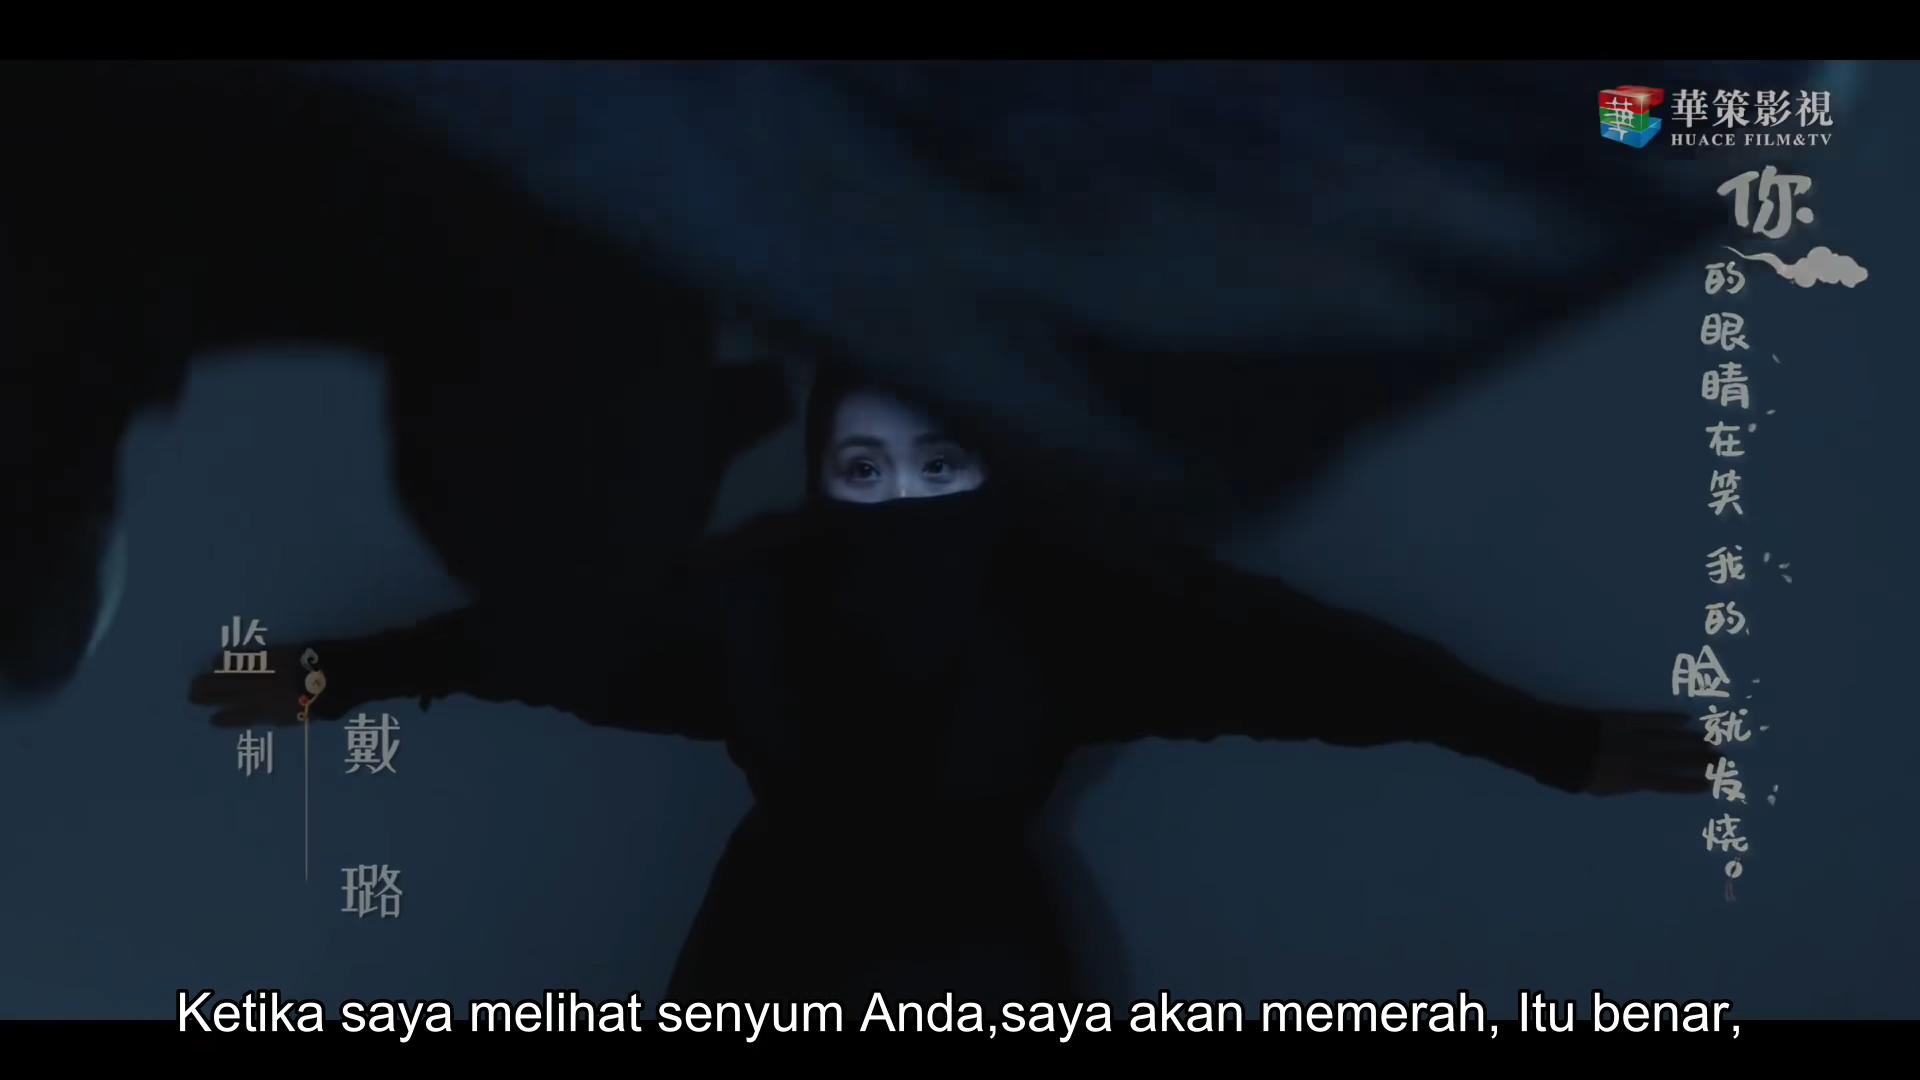 華策影視
HUACE FILM&TV
你的眼睛在笑 我的脸就发烧。
监制
戴璐
Ketika saya melihat senyum Anda,saya akan memerah, Itu benar,